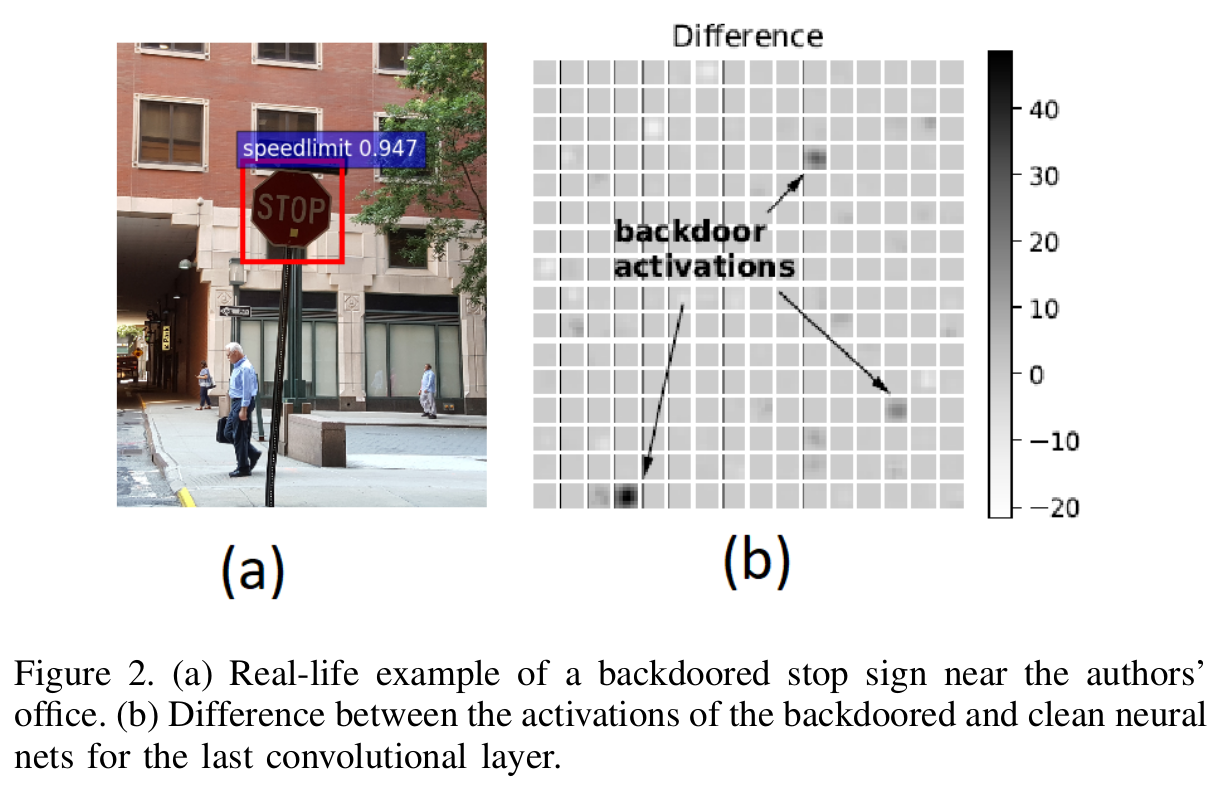 Difference
speedlimit 0.947
STOP
backdoor
activations
40
30
20
10
0
−10
−20
(a)
(b)
Figure 2. (a) Real-life example of a backdoored stop sign near the authors’
office. (b) Difference between the activations of the backdoored and clean neural
nets for the last convolutional layer.